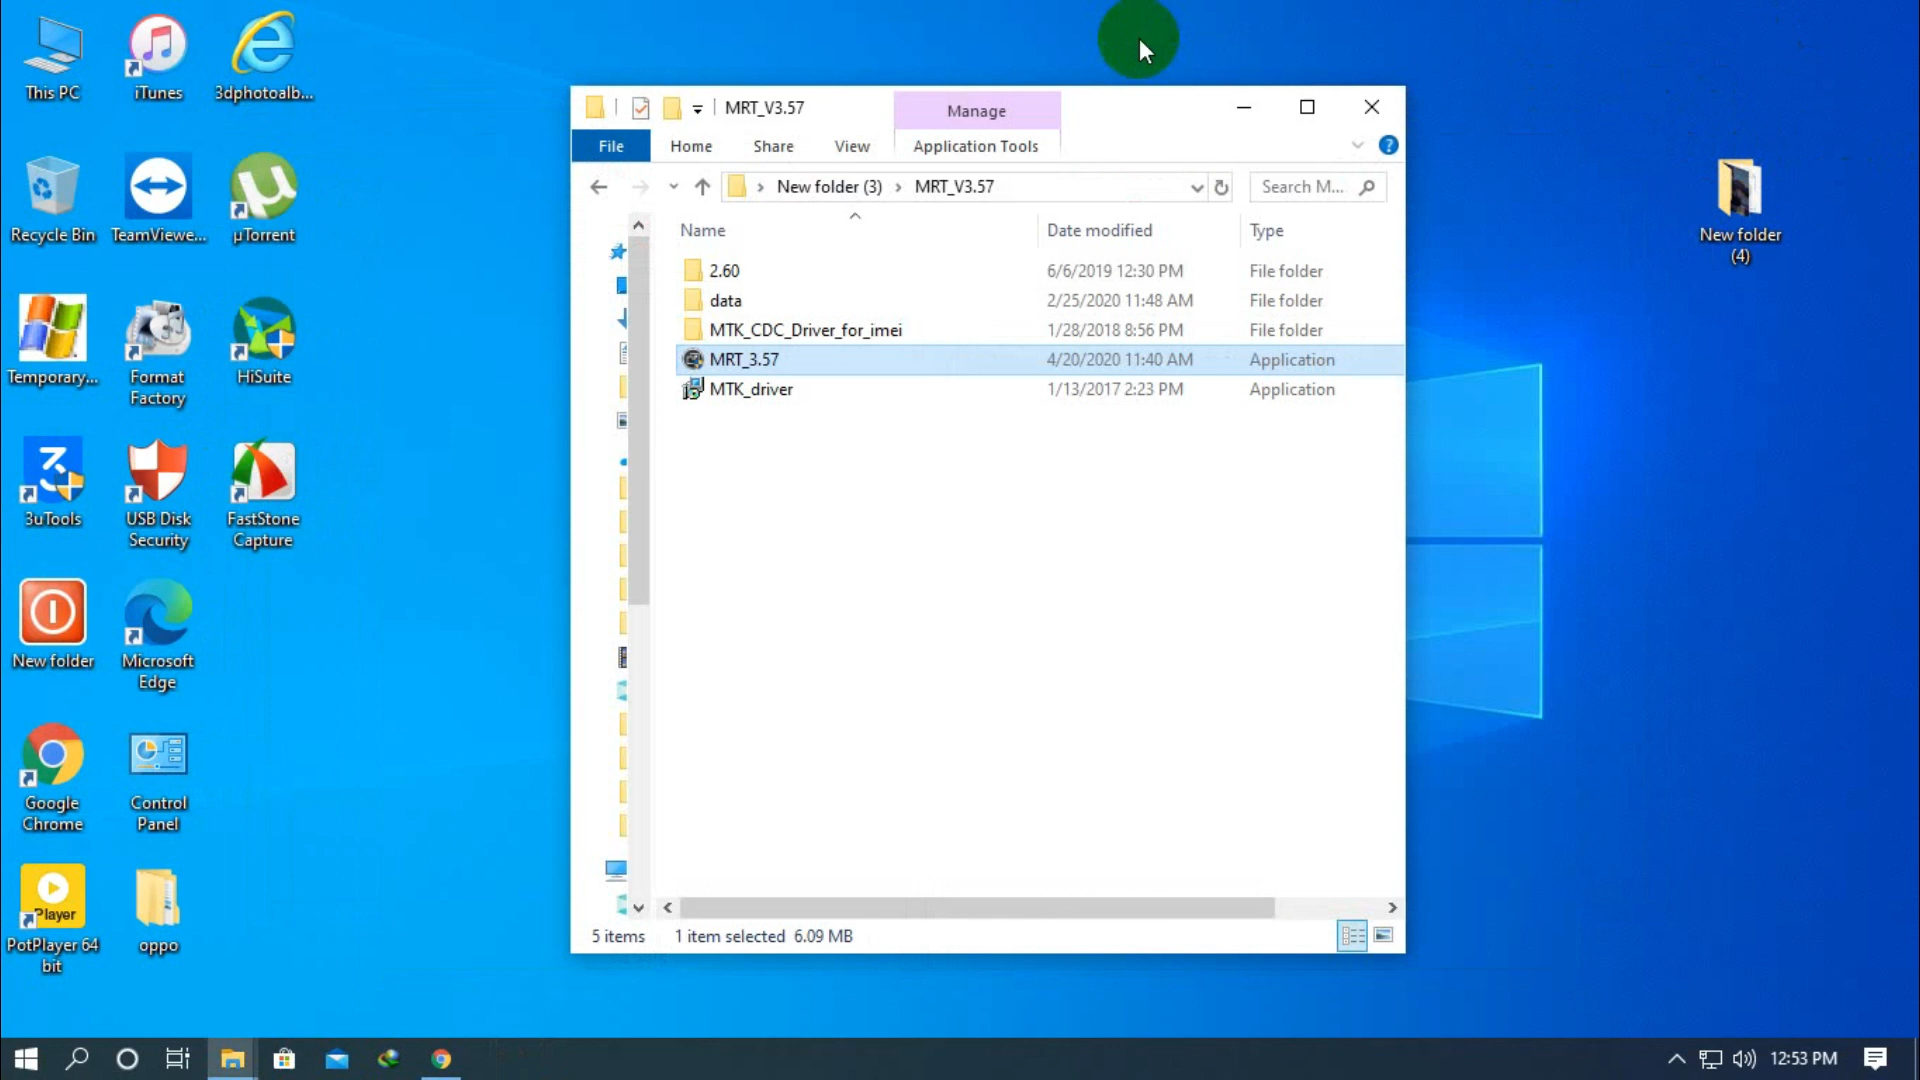 This PC
iTunes
3dphotoalb...
Recycle Bin
TeamViewe...
µTorrent
Temporary...
Format
Factory
HiSuite
3uTools
USB Disk
Security
FastStone
Capture
New folder
Microsoft
Edge
Google
Chrome
Control
Panel
Player
PotPlayer 64
bit
oppo
MRT_V3.57
Manage
File
Home
Share
View
Application Tools
New folder (3) › MRT_V3.57
Search M...
Name
Date modified
Type
2.60
6/6/2019 12:30 PM
File folder
data
2/25/2020 11:48 AM
File folder
MTK_CDC_Driver_for_imei
1/28/2018 8:56 PM
File folder
MRT_3.57
4/20/2020 11:40 AM
Application
MTK_driver
1/13/2017 2:23 PM
Application
5 items
1 item selected 6.09 MB
New folder
(4)
12:53 PM